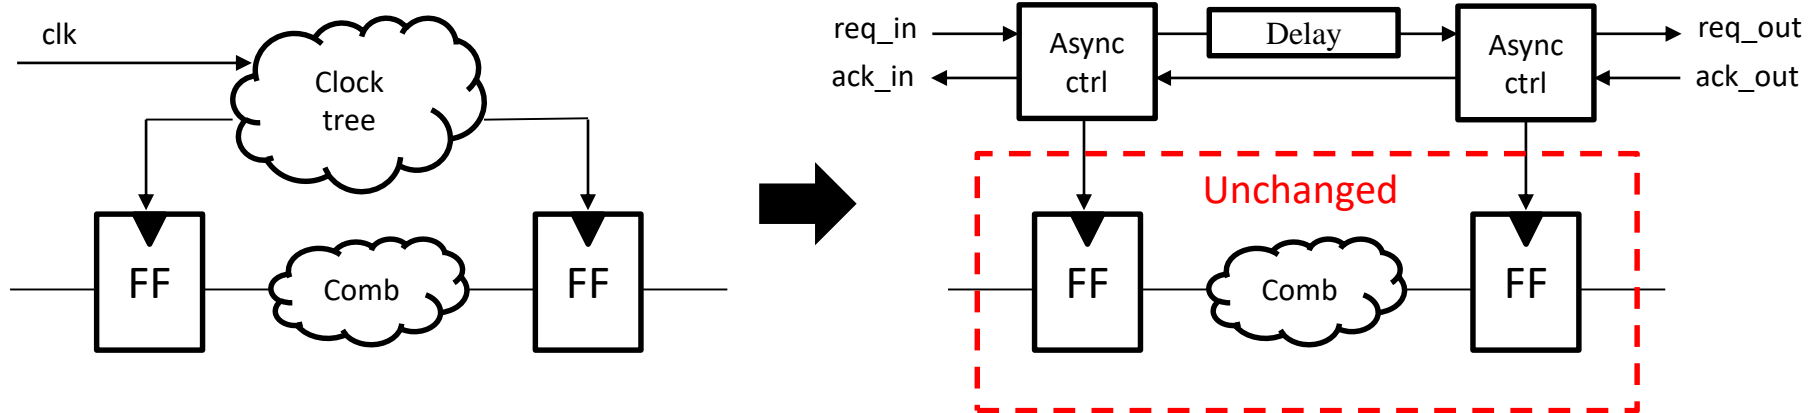 clk
Clock
tree
FF
Comb
FF
req_in
ack_in
Async
ctrl
Delay
Async
ctrl
req_out
ack_out
Unchanged
FF
Comb
FF